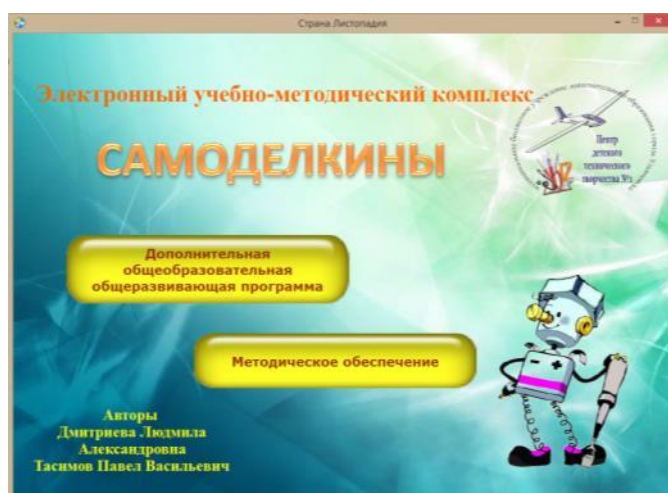 Страна Листопадия
Электронный учебно-методический комплекс
САМОДЕЛКИНЫ
Центр
детского
технического
творчества №1
Дополнительная
общеобразовательная
общеразвивающая программа
Методическое обеспечение
Авторы
Дмитриева Людмила
Александровна
Тасимов Павел Васильевич